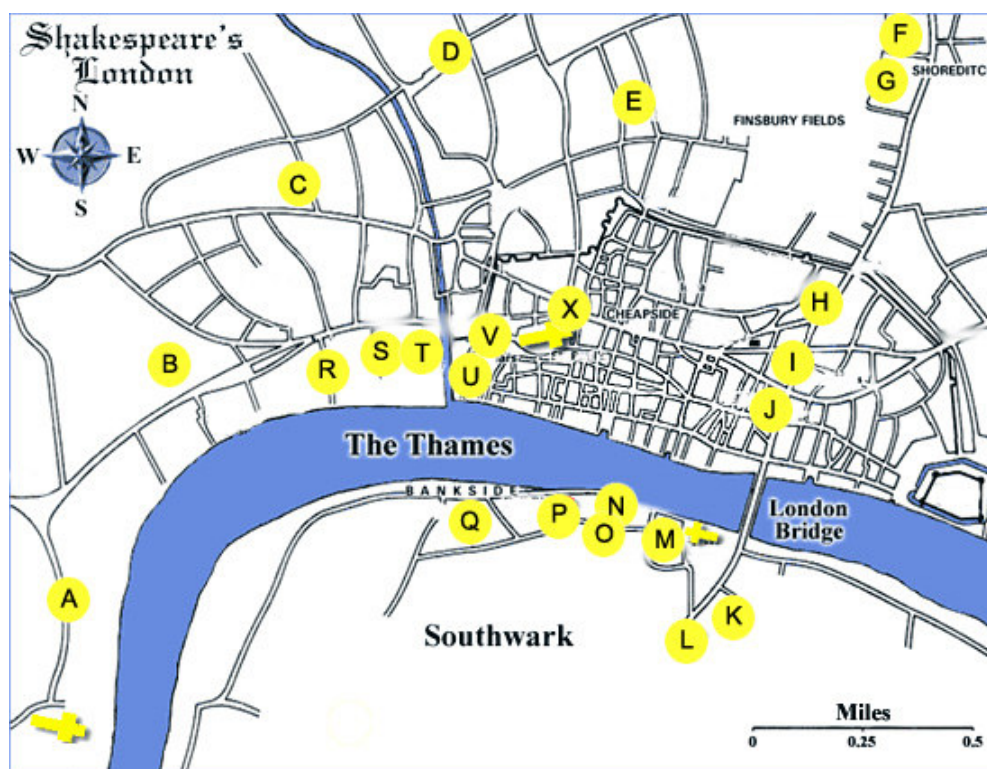 Shakespeare's
London
N
W E
S
A
B
C
D
E
F
G
SHOREDITC
FINSBURY FIELDS
H
I
J
X
CHEAPSIDE
V
U
T
S
R
The Thames
BANKSIDE
Q
P
N
O
M
London
Bridge
K
L
Southwark
Miles
0 0.25 0.5